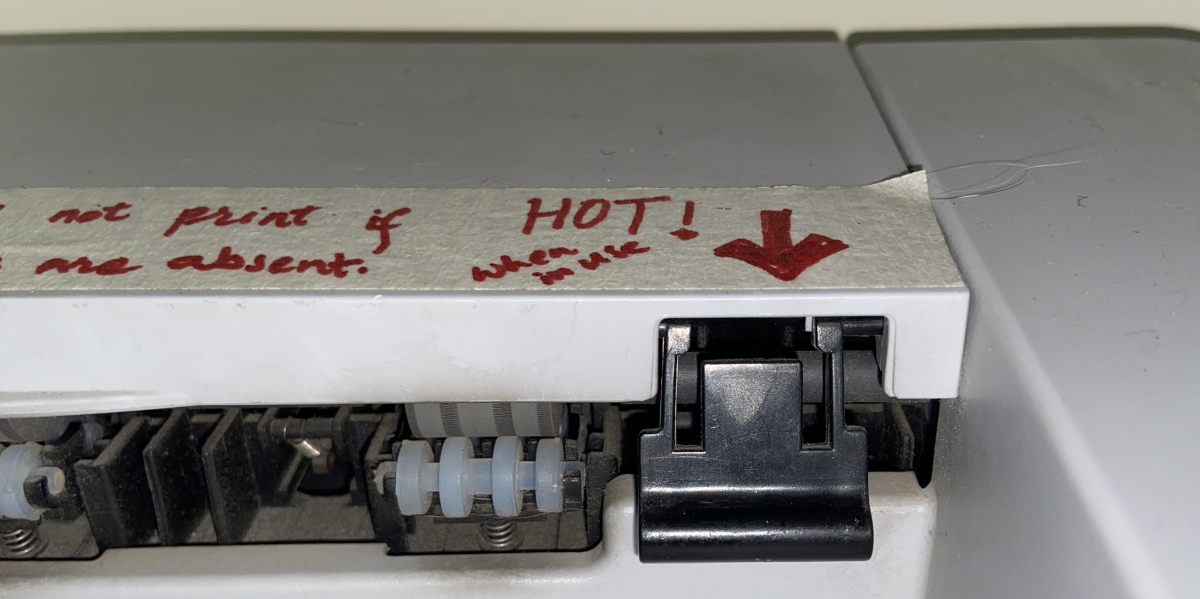 not print if
are absent.
HOT!
when
in use